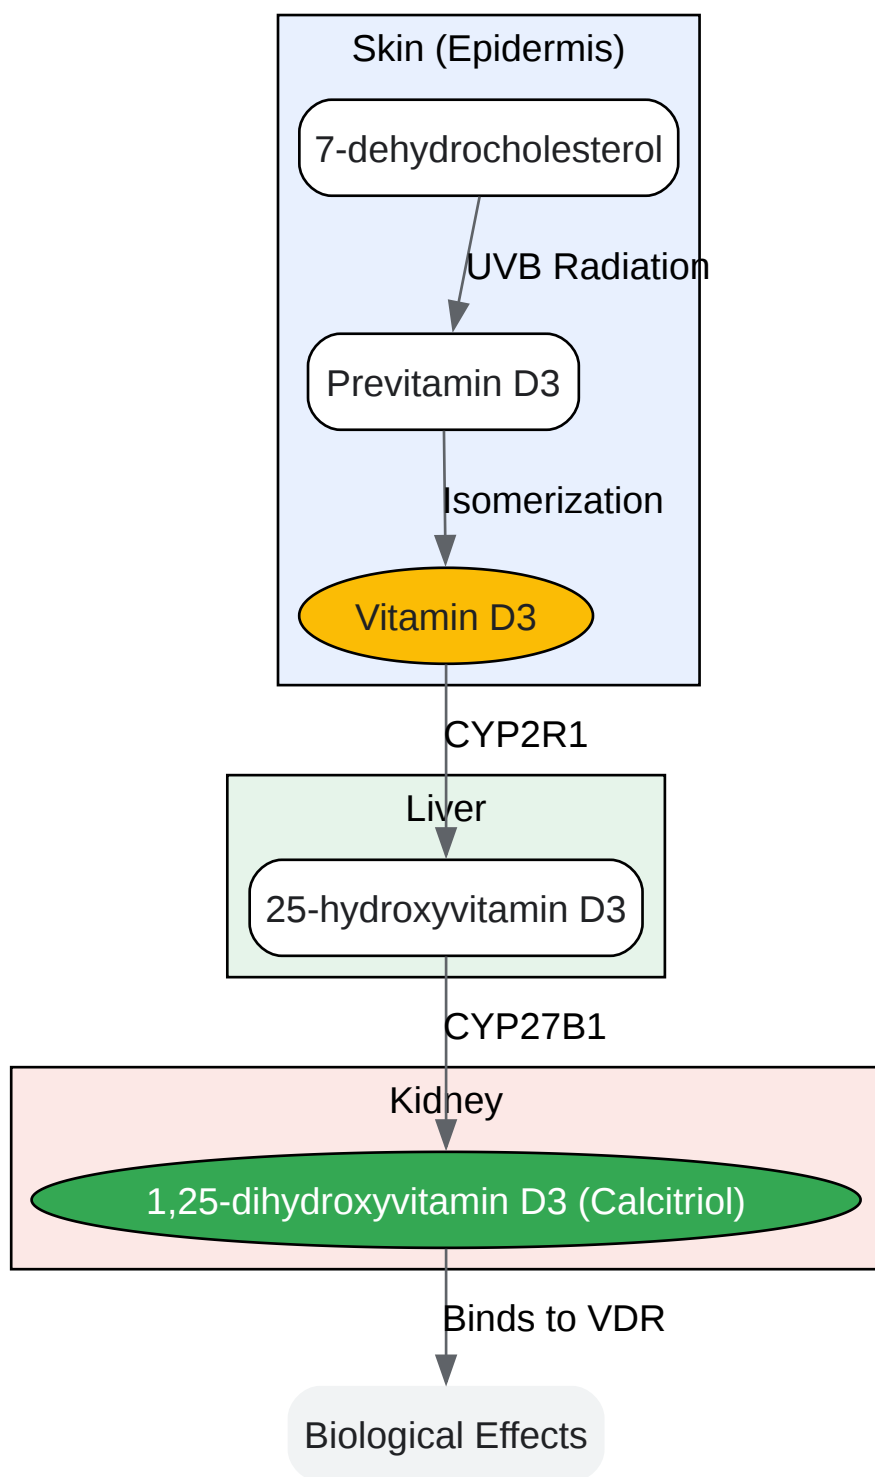 Skin (Epidermis)
7-dehydrocholesterol
UVB Radiation
Previtamin D3
Isomerization
Vitamin D3
CYP2R1
Liver
25-hydroxyvitamin D3
CYP27B1
Kidney
1,25-dihydroxyvitamin D3 (Calcitriol)
Binds to VDR
Biological Effects